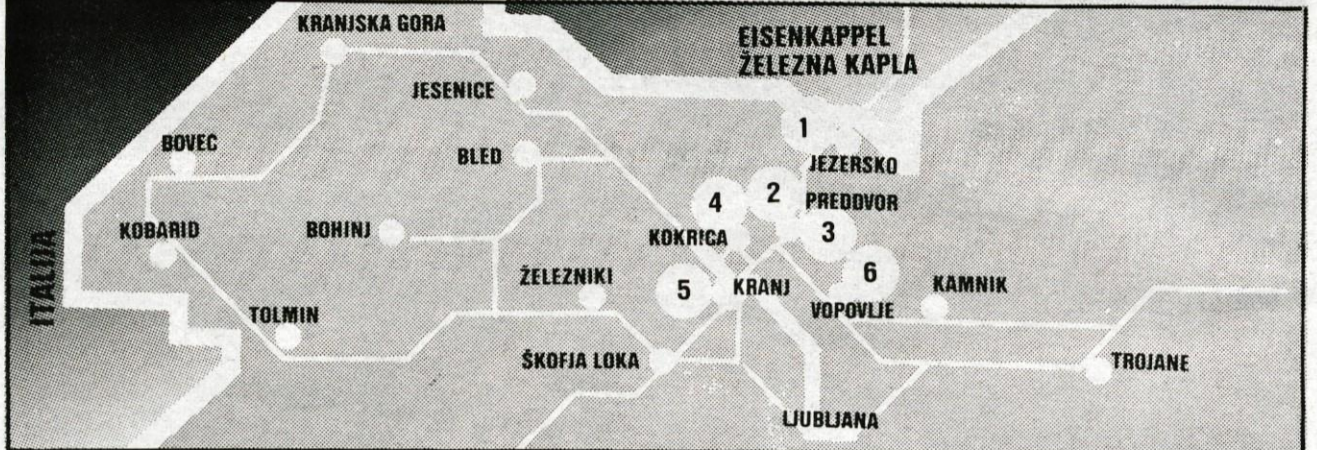 KRANJSKA GORA
EISENKAPPEL
ŽELEZNA KAPLA
JESENICE
1
BOVEC
BLED
JEZERSKO
2
PREDDVOR
4
KOBARID
BOHINJ
KOKRICA
3
ITALIJA
6
ŽELEZNIKI
5
KRANJ
KAMNIK
VOPOVLJE
TOLMIN
ŠKOFJA LOKA
TROJANE
LJUBLJANA